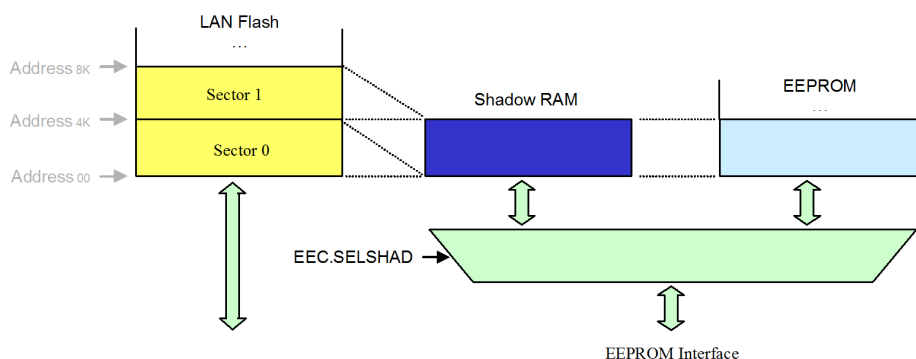 LAN Flash
...
Address 8K
Sector 1
Shadow RAM
EEPROM
...
Address 4K
Sector 0
Address 00
EEC.SELSHAD
EEPROM Interface